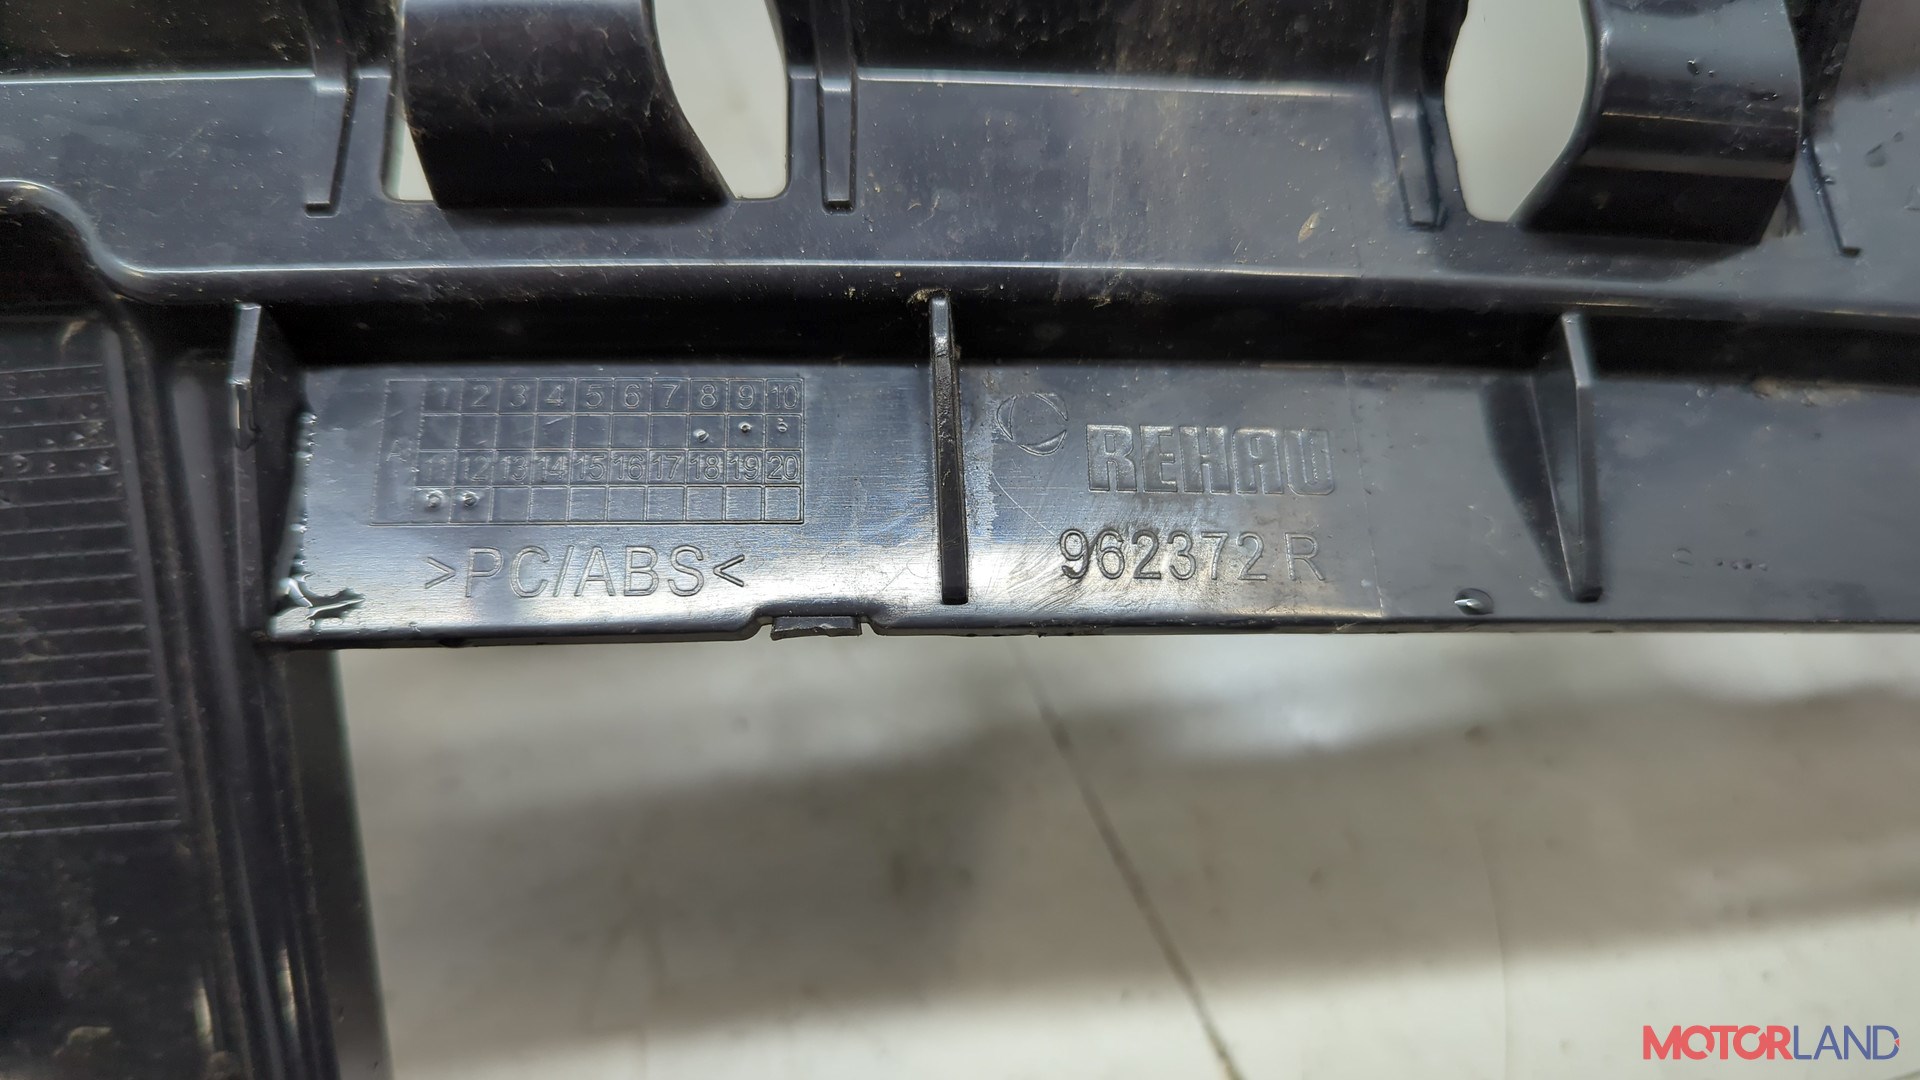 1 2 3 4 5 6 7 8 9 10
11 12 13 14 15 16 17 18 19 20
>PC/ABS<
REHAU
962372 R
MOTORLAND